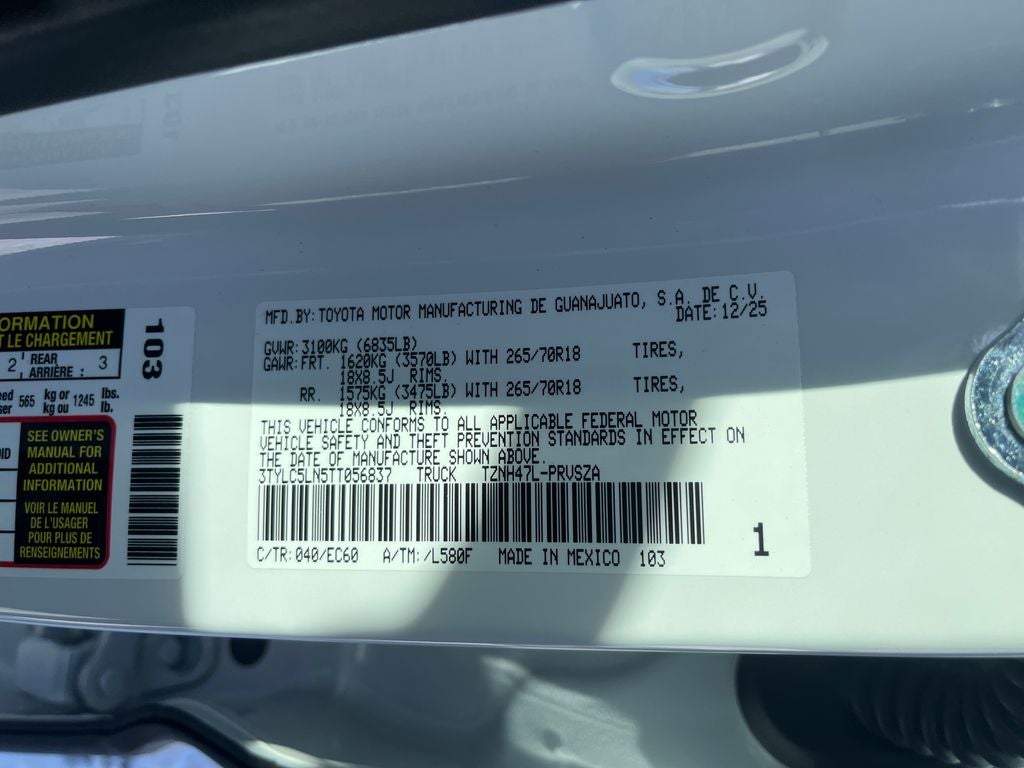 ORMATION
T LE CHARGEMENT
2 REAR ARRIÈRE : 3
103
565 kg or kg ou 1245 lbs. lb.
SEE OWNER'S
MANUAL FOR
ADDITIONAL
INFORMATION
VOIR LE MANUEL
DE L'USAGER
POUR PLUS DE
RENSEIGNEMENTS
MFD.BY:TOYOTA MOTOR MANUFACTURING DE GUANAJUATO, S.A. DE C.V.
DATE:12/25
GVWR:3100KG (6835LB)
GAWR:FRT. 1620KG (3570LB) WITH 265/70R18 TIRES,
18X8.5J RIMS,
RR. 1575KG (3475LB) WITH 265/70R18 TIRES,
18X8.5J RIMS,
THIS VEHICLE CONFORMS TO ALL APPLICABLE FEDERAL MOTOR
VEHICLE SAFETY AND THEFT PREVENTION STANDARDS IN EFFECT ON
THE DATE OF MANUFACTURE SHOWN ABOVE.
3TYLC5LN5TT056837 TRUCK TZNH47L-PRVSZA
C/TR:040/EC60 A/TM:/L580F MADE IN MEXICO 103
1